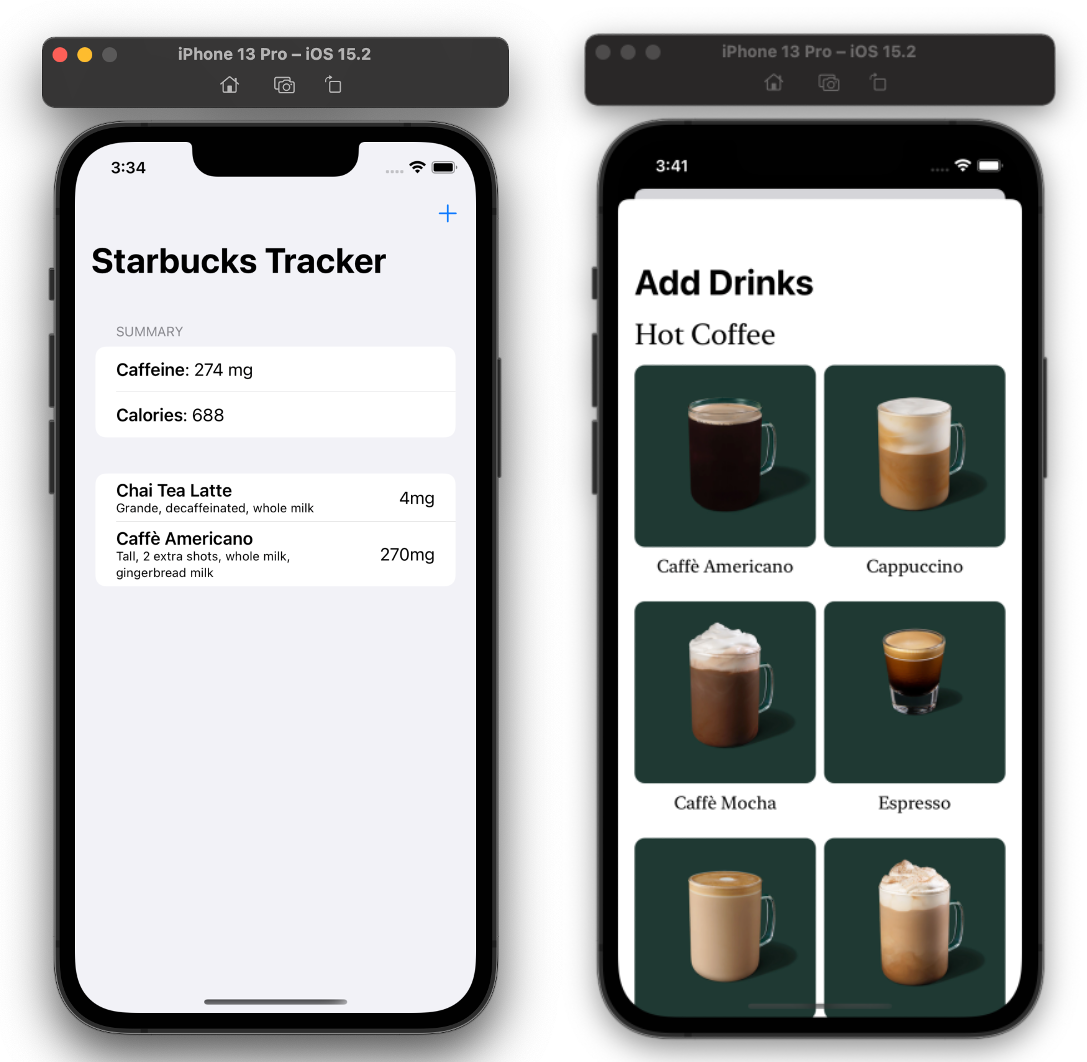 iPhone 13 Pro – iOS 15.2
3:34
Starbucks Tracker
SUMMARY
Caffeine: 274 mg
Calories: 688
Chai Tea Latte
4mg
Grande, decaffeinated, whole milk
Caffè Americano
Tall, 2 extra shots, whole milk,
270mg
gingerbread milk
iPhone 13 Pro – iOS 15.2
3:41
Add Drinks
Hot Coffee
Caffè Americano
Cappuccino
Caffè Mocha
Espresso